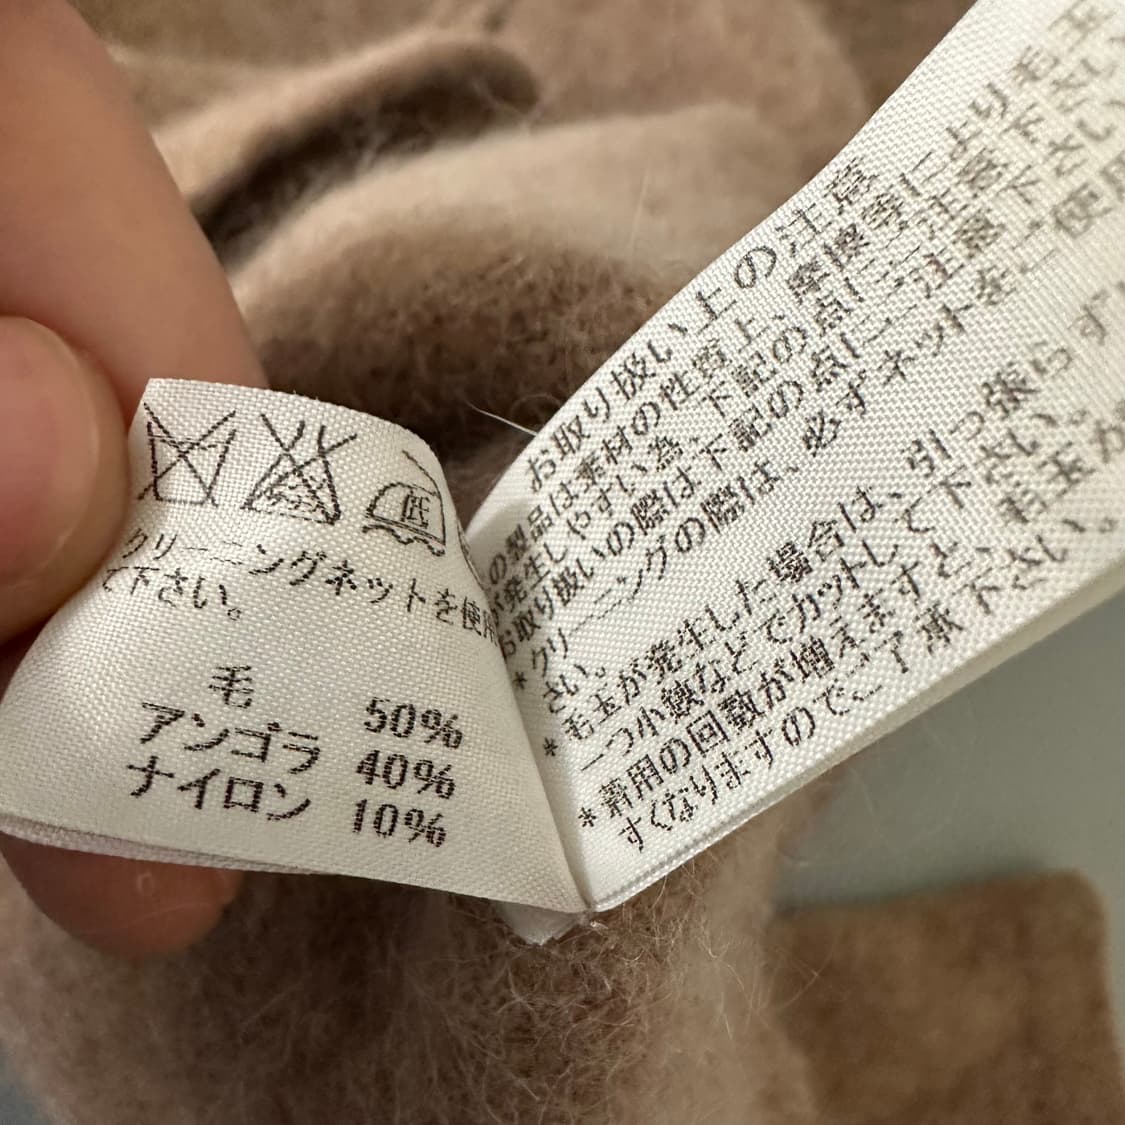 低
クリーニングネットを使用
て下さい。
毛 50%
アンゴラ 40%
ナイロン 10%
お取り扱い上の注意
の製品は素材の性質上、摩擦等により毛玉
が発生しやすい為、下記の点にご注意下さい
お取り扱いの際は、下記の点にご注意下さい
*クリーニングの際は、必ずネットをご使用
さい。
*毛玉が発生した場合は、引っ張らず
一つ小鋏などでカットして下さい。
*着用の回数が増えますと、毛玉が
すくなりますのでご了承下さい。